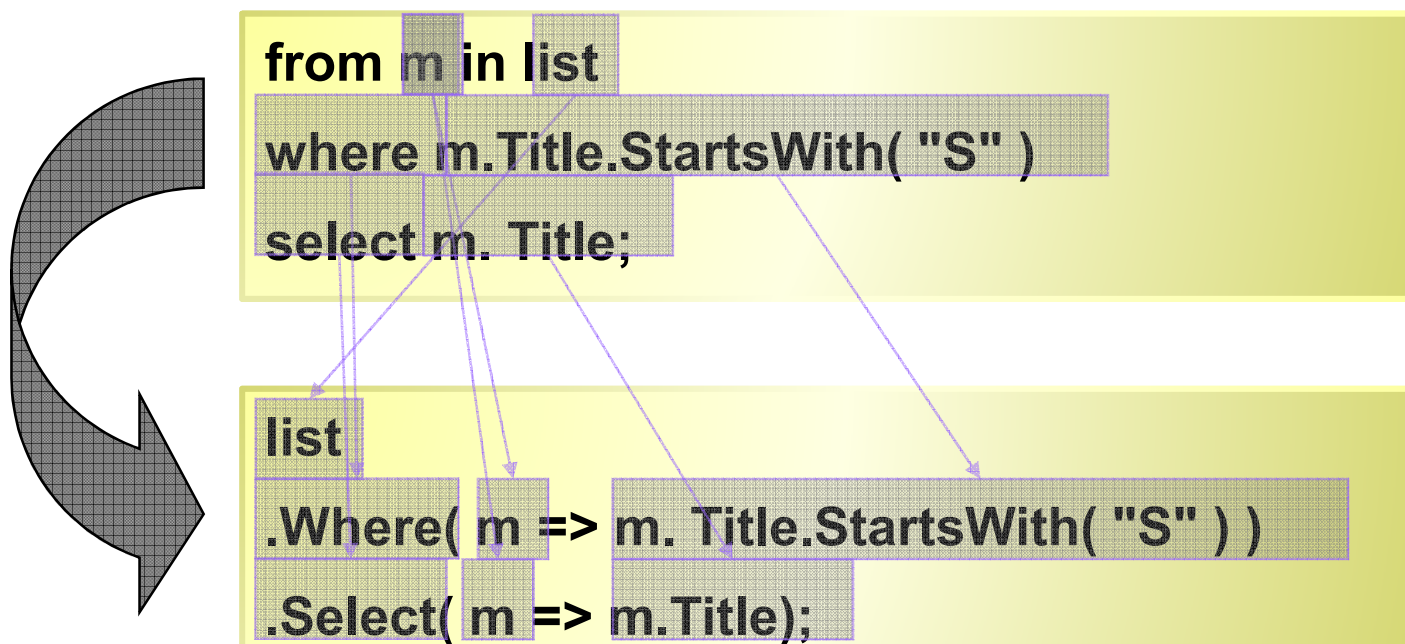 from m in list
where m.Title.StartsWith( "S" )
select m. Title;
list
.Where( m => m. Title.StartsWith( "S" ) )
.Select( m => m.Title);